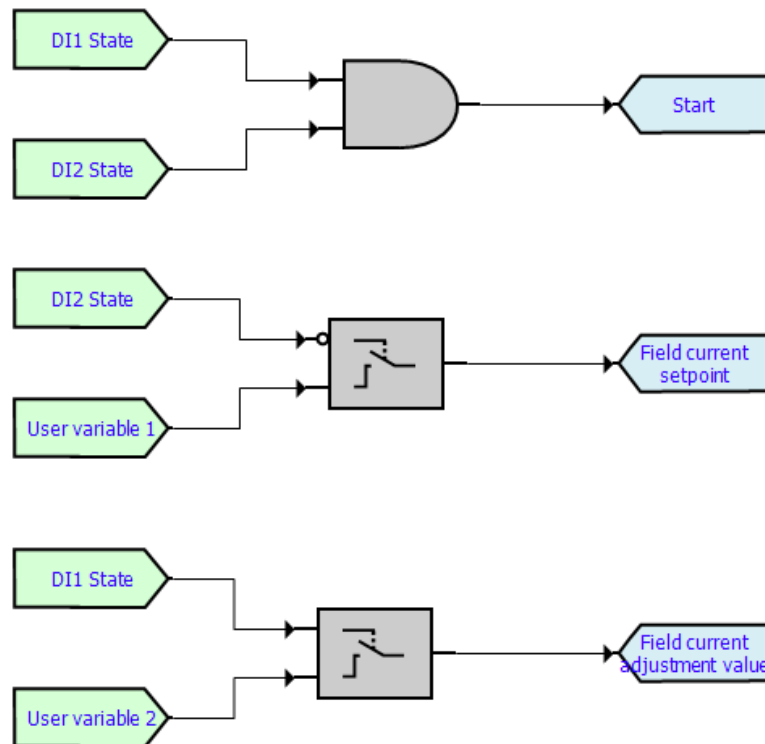 DI1 State
Start
DI2 State
DI2 State
Field current
setpoint
User variable 1
DI1 State
Field current
adjustment value
User variable 2